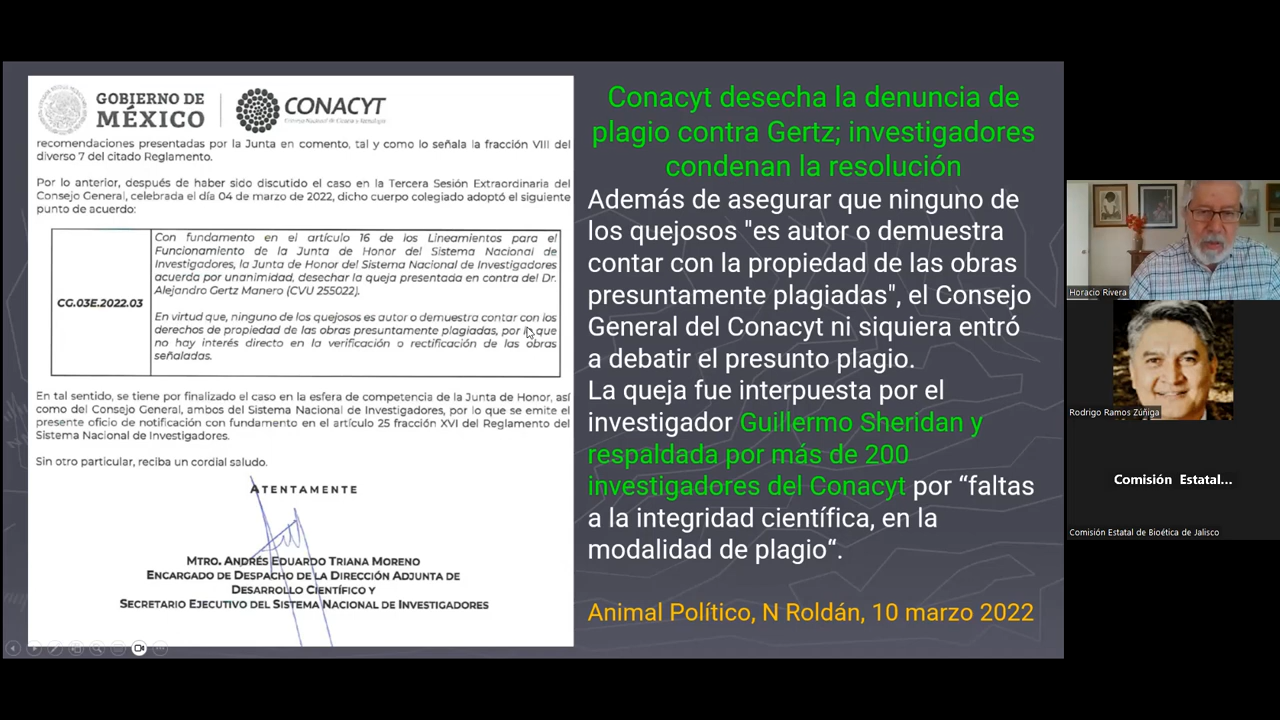 GOBIERNO DE
MÉXICO
CONACYT
Consejo Nacional de Ciencia y Tecnología
recomendaciones presentadas por la Junta en comento, tal y como lo señala la fracción VIII del
diverso 7 del citado Reglamento.
Por lo anterior, después de haber sido discutido el caso en la Tercera Sesión Extraordinaria del
Consejo General, celebrada el día 04 de marzo de 2022, dicho cuerpo colegiado adoptó el siguiente
punto de acuerdo:
CG.03E.2022.03
Con fundamento en el artículo 16 de los Lineamientos para el
Funcionamiento de la Junta de Honor del Sistema Nacional de
Investigadores, la Junta de Honor del Sistema Nacional de Investigadores
acuerda por unanimidad, desechar la queja presentada en contra del Dr.
Alejandro Gertz Manero (CVU 255022).
En virtud que, ninguno de los quejosos es autor o demuestra contar con los
derechos de propiedad de las obras presuntamente plagiadas, por lo que
no hay interés directo en la verificación o rectificación de las obras
señaladas.
En tal sentido, se tiene por finalizado el caso en la esfera de competencia de la Junta de Honor, así
como del Consejo General, ambos del Sistema Nacional de Investigadores, por lo que se emite el
presente oficio de notificación con fundamento en el artículo 25 fracción XVI del Reglamento del
Sistema Nacional de Investigadores.
Sin otro particular, reciba un cordial saludo.
ATENTAMENTE
MTRO. ANDRÉS EDUARDO TRIANA MORENO
ENCARGADO DE DESPACHO DE LA DIRECCIÓN ADJUNTA DE
DESARROLLO CIENTÍFICO Y
SECRETARIO EJECUTIVO DEL SISTEMA NACIONAL DE INVESTIGADORES
Conacyt desecha la denuncia de
plagio contra Gertz; investigadores
condenan la resolución
Además de asegurar que ninguno de
los quejosos "es autor o demuestra
contar con la propiedad de las obras
presuntamente plagiadas", el Consejo
General del Conacyt ni siquiera entró
a debatir el presunto plagio.
La queja fue interpuesta por el
investigador Guillermo Sheridan y
respaldada por más de 200
investigadores del Conacyt por “faltas
a la integridad científica, en la
modalidad de plagio“.
Animal Político, N Roldán, 10 marzo 2022
Horacio Rivera
Rodrigo Ramos Zúñiga
Comisión Estatal...
Comisión Estatal de Bioética de Jalisco